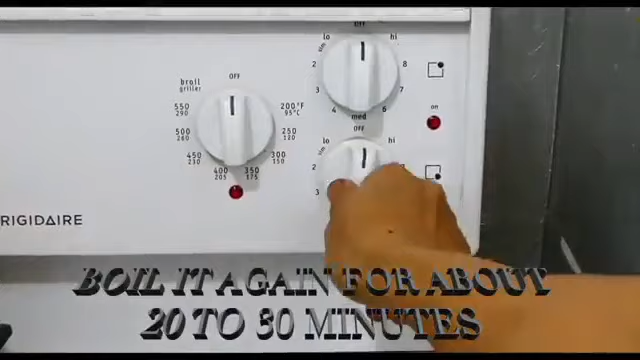 OFF
lo hi
sim
2 8
3 7
4 6
med
broil
griller
OFF
550
290
200°F
95°C
500
260
250
120
450
230
300
150
400
205
350
175
on
OFF
lo hi
sim
2
3
FRIGIDAIRE
BOIL IT AGAIN FOR ABOUT
20 TO 30 MINUTES